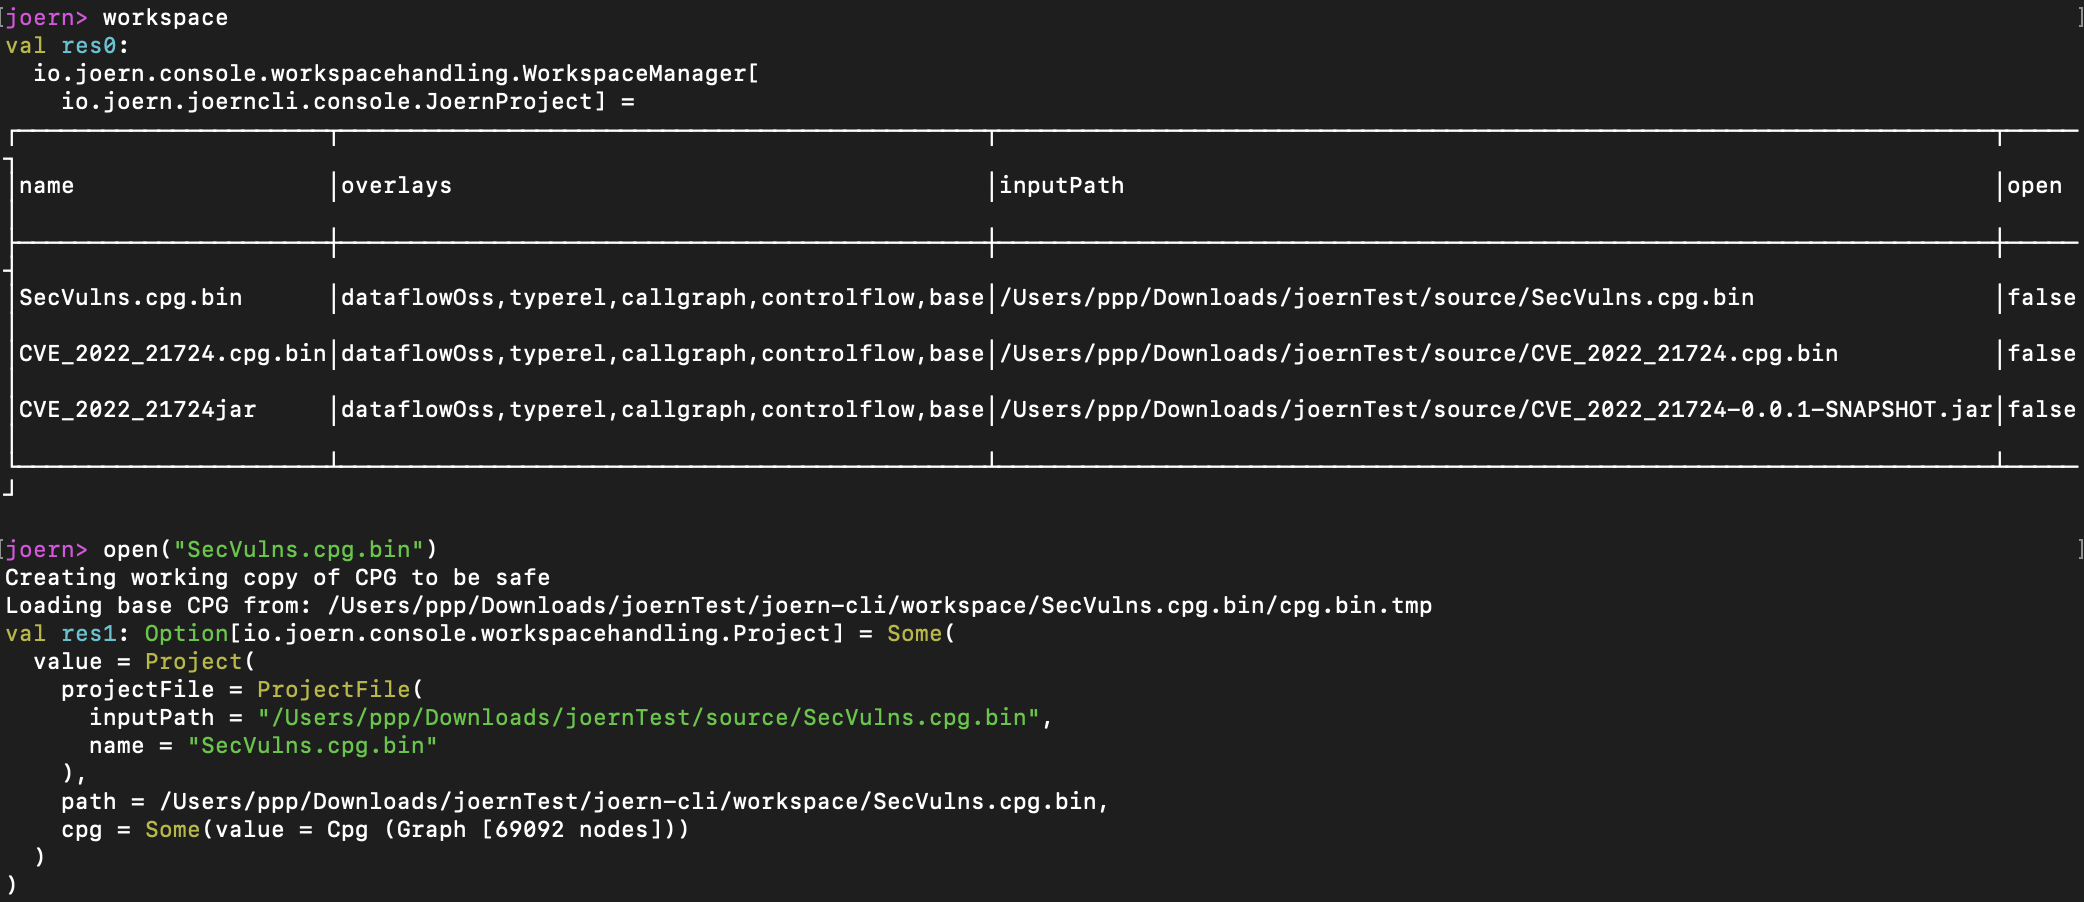 joern> workspace
val res0:
io.joern.console.workspacehandling.WorkspaceManager[
io.joern.joerncli.console.JoernProject] =
name overlays inputPath open
SecVulns.cpg.bin dataflowOss,typerel,callgraph,controlflow,base /Users/ppp/Downloads/joernTest/source/SecVulns.cpg.bin false
CVE_2022_21724.cpg.bin dataflowOss,typerel,callgraph,controlflow,base /Users/ppp/Downloads/joernTest/source/CVE_2022_21724.cpg.bin false
CVE_2022_21724jar dataflowOss,typerel,callgraph,controlflow,base /Users/ppp/Downloads/joernTest/source/CVE_2022_21724-0.0.1-SNAPSHOT.jar false
joern> open("SecVulns.cpg.bin")
Creating working copy of CPG to be safe
Loading base CPG from: /Users/ppp/Downloads/joernTest/joern-cli/workspace/SecVulns.cpg.bin/cpg.bin.tmp
val res1: Option[io.joern.console.workspacehandling.Project] = Some(
value = Project(
projectFile = ProjectFile(
inputPath = "/Users/ppp/Downloads/joernTest/source/SecVulns.cpg.bin",
name = "SecVulns.cpg.bin"
),
path = /Users/ppp/Downloads/joernTest/joern-cli/workspace/SecVulns.cpg.bin,
cpg = Some(value = Cpg (Graph [69092 nodes]))
)
)